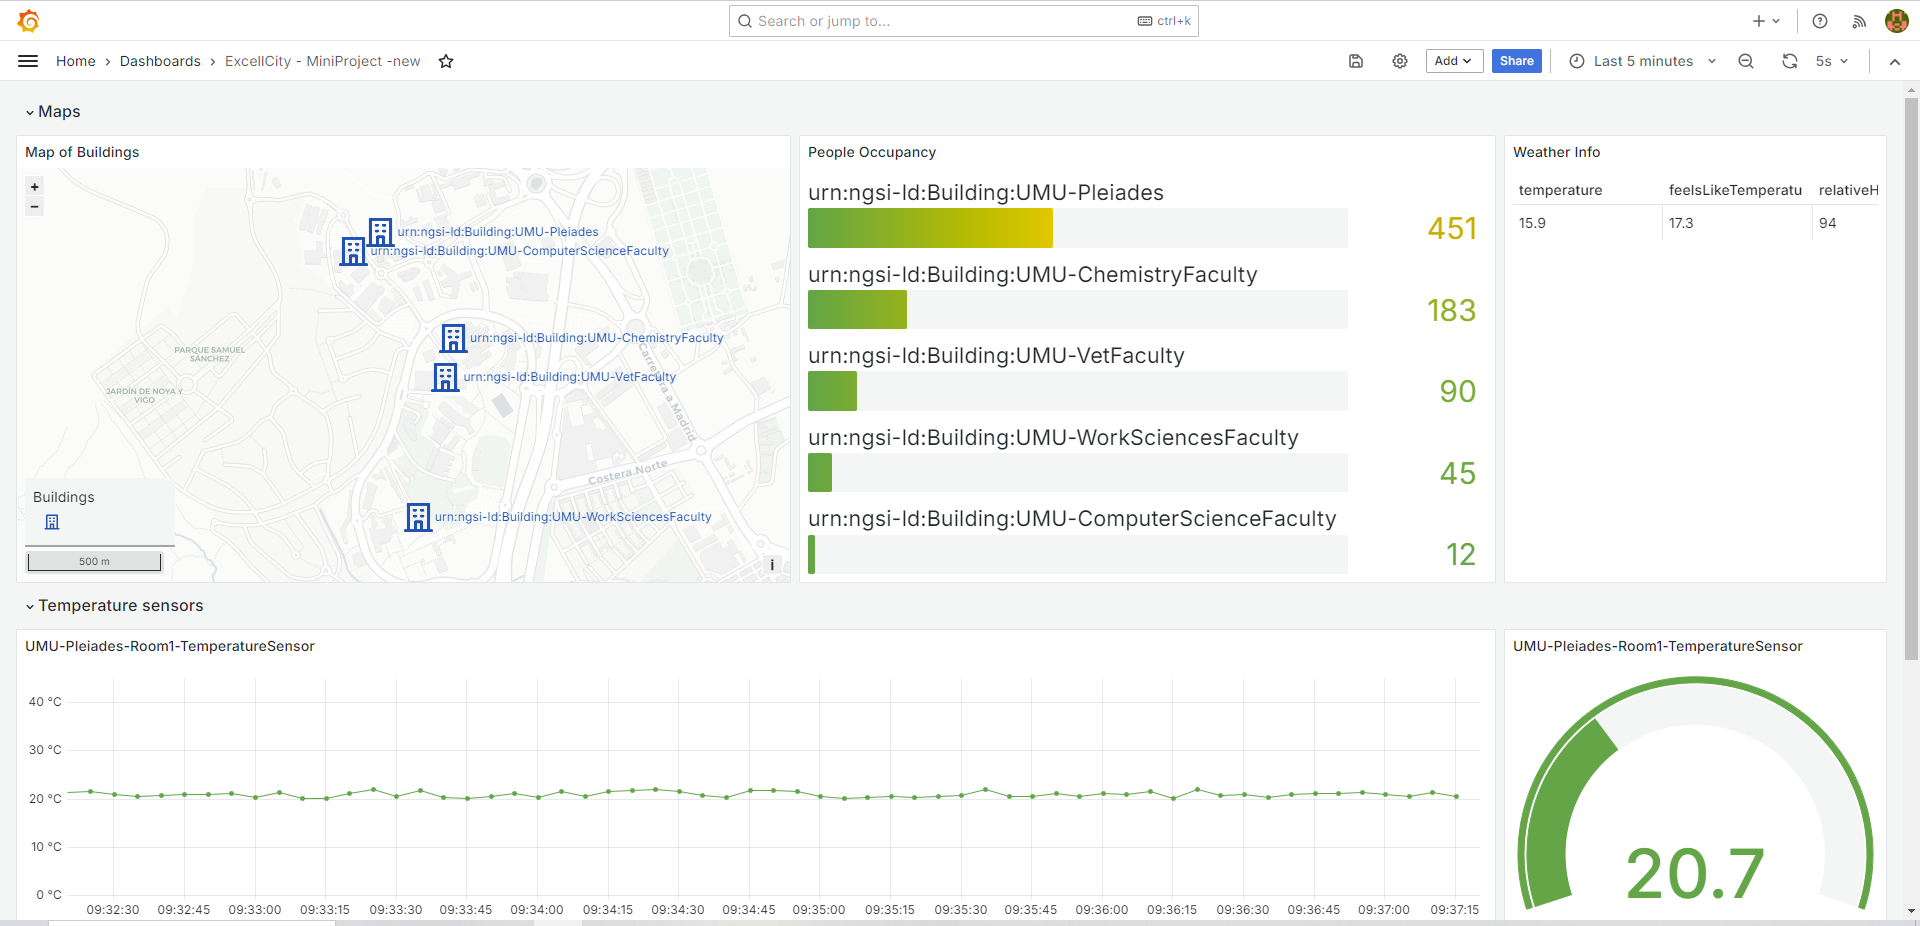 Search or jump to...
ctrl+k
Home
Dashboards
ExcellCity - MiniProject -new
Add
Share
Last 5 minutes
5s
Maps
Map of Buildings
+
−
urn:ngsi-ld:Building:UMU-Pleiades
urn:ngsi-ld:Building:UMU-ComputerScienceFaculty
urn:ngsi-ld:Building:UMU-ChemistryFaculty
urn:ngsi-ld:Building:UMU-VetFaculty
urn:ngsi-ld:Building:UMU-WorkSciencesFaculty
PARQUE SAMUEL
SÁNCHEZ
JARDÍN DE NOYA Y
VIGO
Carretera a Madrid
Costera Norte
Buildings
500 m
i
People Occupancy
urn:ngsi-ld:Building:UMU-Pleiades
451
urn:ngsi-ld:Building:UMU-ChemistryFaculty
183
urn:ngsi-ld:Building:UMU-VetFaculty
90
urn:ngsi-ld:Building:UMU-WorkSciencesFaculty
45
urn:ngsi-ld:Building:UMU-ComputerScienceFaculty
12
Weather Info
temperature feelsLikeTemperatu relativeH
15.9 17.3 94
Temperature sensors
UMU-Pleiades-Room1-TemperatureSensor
40 °C
30 °C
20 °C
10 °C
0 °C
09:32:30 09:32:45 09:33:00 09:33:15 09:33:30 09:33:45 09:34:00 09:34:15 09:34:30 09:34:45 09:35:00 09:35:15 09:35:30 09:35:45 09:36:00 09:36:15 09:36:30 09:36:45 09:37:00 09:37:15
UMU-Pleiades-Room1-TemperatureSensor
20.7